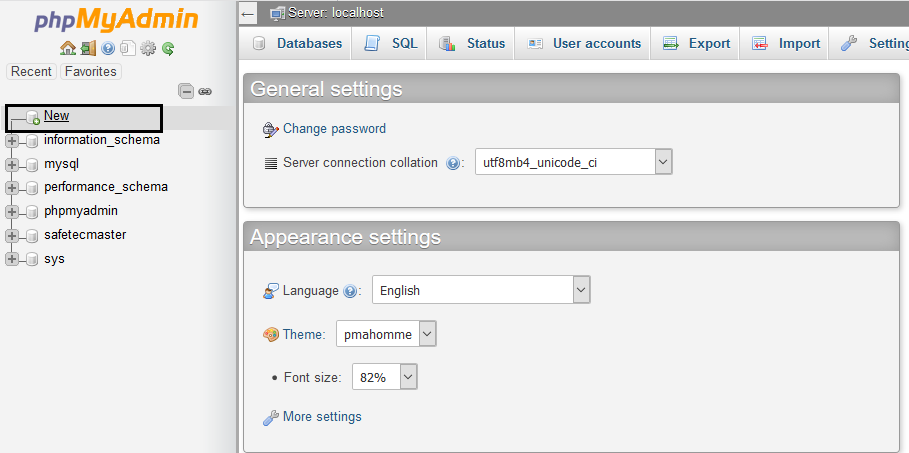 phpMyAdmin
Recent Favorites
New
information_schema
mysql
performance_schema
phpmyadmin
safetecmaster
sys
← Server: localhost
Databases SQL Status User accounts Export Import
General settings
Change password
Server connection collation ?: utf8mb4_unicode_ci
Appearance settings
Language ?: English
Theme: pmahomme
• Font size: 82%
More settings